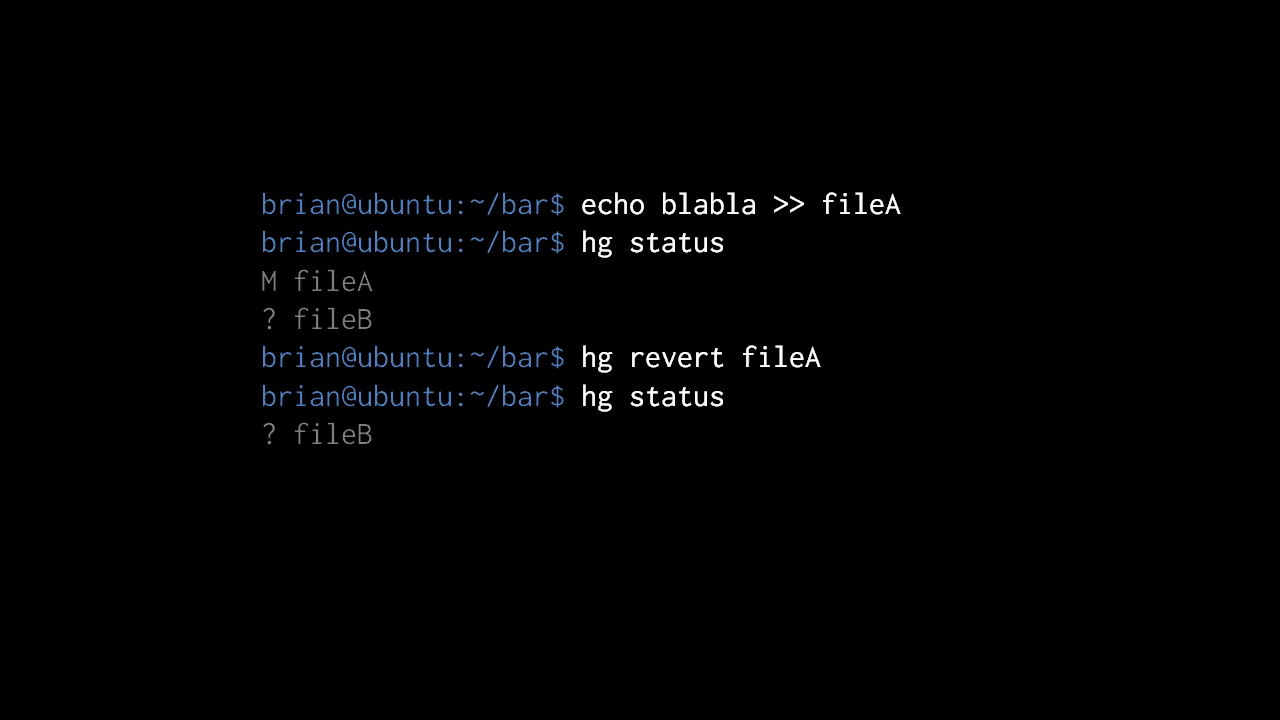 brian@ubuntu:~/bar$ echo blabla >> fileA
brian@ubuntu:~/bar$ hg status
M fileA
? fileB
brian@ubuntu:~/bar$ hg revert fileA
brian@ubuntu:~/bar$ hg status
? fileB